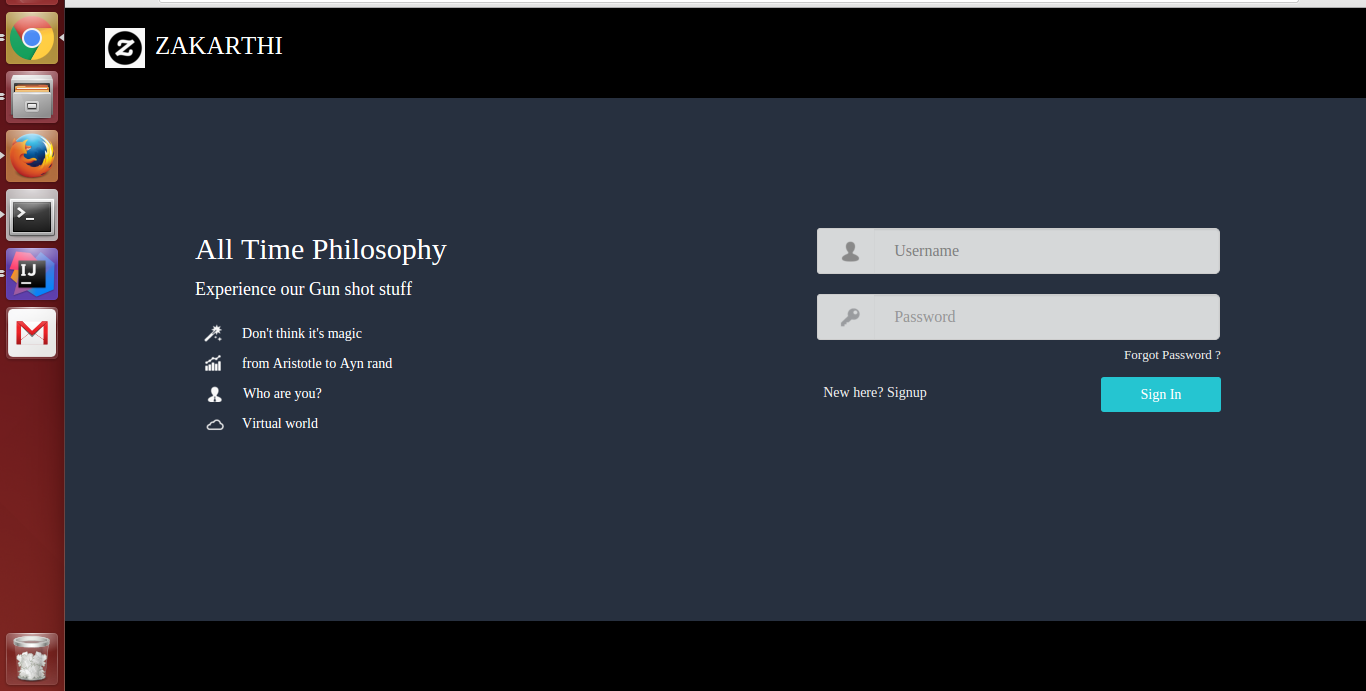 ZAKARTHI
All Time Philosophy
Experience our Gun shot stuff
Don't think it's magic
from Aristotle to Ayn rand
Who are you?
Virtual world
Username
Password
Forgot Password ?
New here? Signup
Sign In
Z
>_
IJ
M